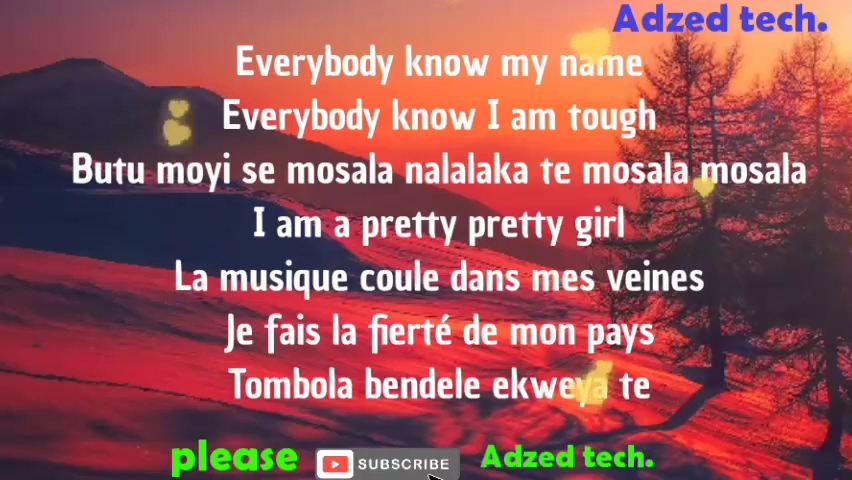 Adzed tech.
Everybody know my name
Everybody know I am tough
Butu moyi se mosala nalalaka te mosala mosala
I am a pretty pretty girl
La musique coule dans mes veines
Je fais la fierté de mon pays
Tombola bendele ekweya te
please SUBSCRIBE Adzed tech.